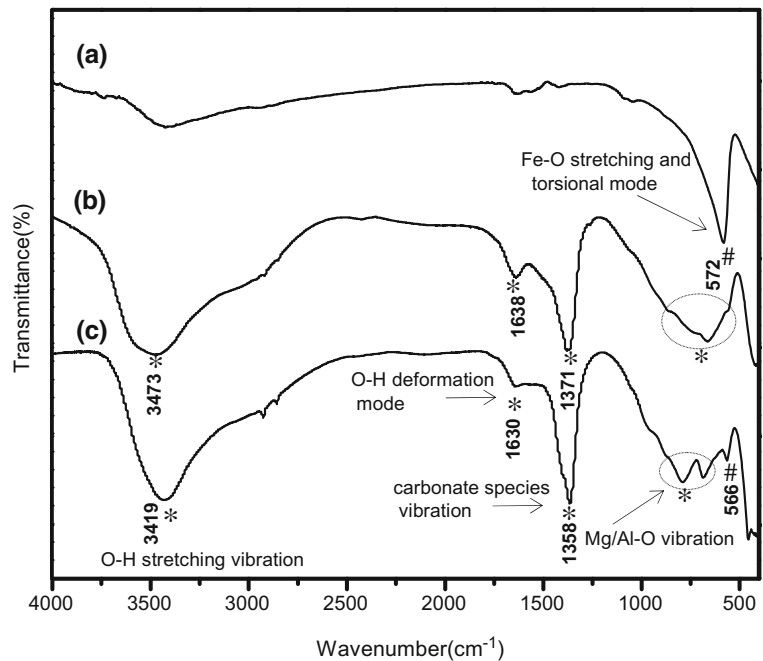 (a)
Fe-O stretching and
torsional mode
572
#
(b)
3473
*
1638
*
1371
*
*
(c)
O-H deformation
mode
1630
*
carbonate species
vibration
1358
*
*
566
#
Mg/Al-O vibration
3419
*
O-H stretching vibration
Transmittance(%)
4000 3500 3000 2500 2000 1500 1000 500
Wavenumber(cm⁻¹)